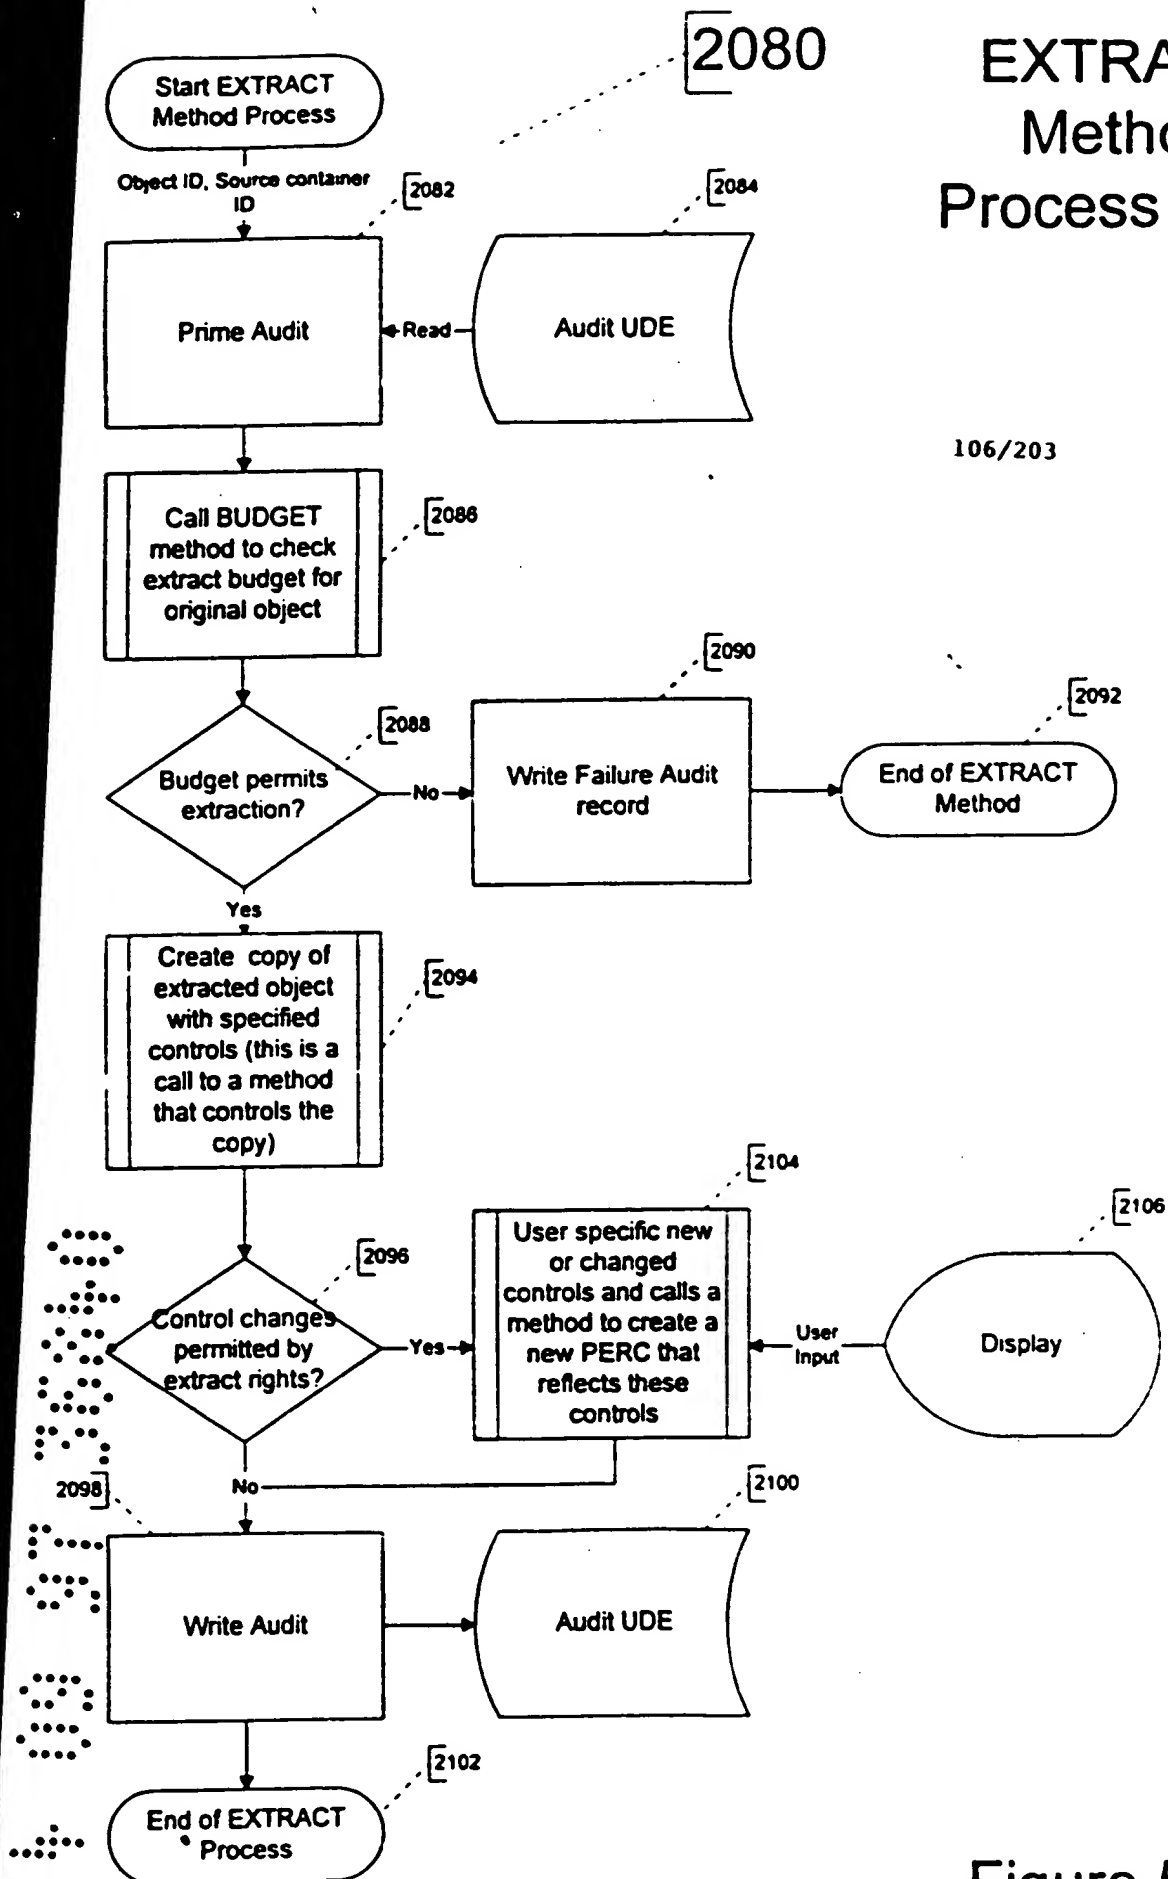 2080
EXTRA
Metho
Process
Start EXTRACT
Method Process
Object ID, Source container
ID
2082
2084
Prime Audit
Read
Audit UDE
106/203
Call BUDGET
method to check
extract budget for
original object
2086
2088
Budget permits
extraction?
No
2090
Write Failure Audit
record
2092
End of EXTRACT
Method
Yes
Create copy of
extracted object
with specified
controls (this is a
call to a method
that controls the
copy)
2094
2096
Control changes
permitted by
extract rights?
Yes
2104
User specific new
or changed
controls and calls a
method to create a
new PERC that
reflects these
controls
User
Input
2106
Display
No
2098
Write Audit
2100
Audit UDE
2102
End of EXTRACT
Process
Figure